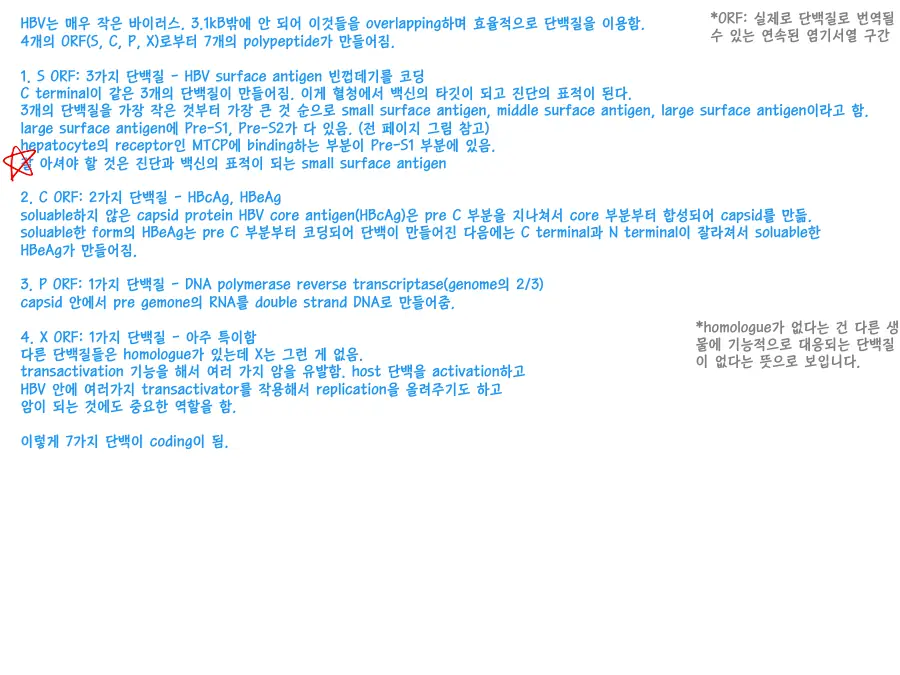 HBV는 매우 작은 바이러스, 3.1kB밖에 안 되어 이것들을 overlapping하며 효율적으로 단백질을 이용함.
4개의 ORF(S, C, P, X)로부터 7개의 polypeptide가 만들어짐.
*ORF: 실제로 단백질로 번역될
수 있는 연속된 염기서열 구간
1. S ORF: 3가지 단백질 - HBV surface antigen 빈껍데기를 코딩
C terminal이 같은 3개의 단백질이 만들어짐. 이게 혈청에서 백신의 타깃이 되고 진단의 표적이 된다.
3개의 단백질을 가장 작은 것부터 가장 큰 것 순으로 small surface antigen, middle surface antigen, large surface antigen이라고 함.
large surface antigen에 Pre-S1, Pre-S2가 다 있음. (전 페이지 그림 참고)
hepatocyte의 receptor인 MTCP에 binding하는 부분이 Pre-S1 부분에 있음.
잘 아셔야 할 것은 진단과 백신의 표적이 되는 small surface antigen
2. C ORF: 2가지 단백질 - HBcAg, HBeAg
soluable하지 않은 capsid protein HBV core antigen(HBcAg)은 pre C 부분을 지나쳐서 core 부분부터 합성되어 capsid를 만듦.
soluable한 form의 HBeAg는 pre C 부분부터 코딩되어 단백이 만들어진 다음에는 C terminal과 N terminal이 잘라져서 soluable한
HBeAg가 만들어짐.
3. P ORF: 1가지 단백질 - DNA polymerase reverse transcriptase(genome의 2/3)
capsid 안에서 pre gemone의 RNA를 double strand DNA로 만들어줌.
4. X ORF: 1가지 단백질 - 아주 특이함
다른 단백질들은 homologue가 있는데 X는 그런 게 없음.
transactivation 기능을 해서 여러 가지 암을 유발함. host 단백을 activation하고
HBV 안에 여러가지 transactivator를 작용해서 replication을 올려주기도 하고
암이 되는 것에도 중요한 역할을 함.
*homologue가 없다는 건 다른 생
물에 기능적으로 대응되는 단백질
이 없다는 뜻으로 보입니다.
이렇게 7가지 단백이 coding이 됨.